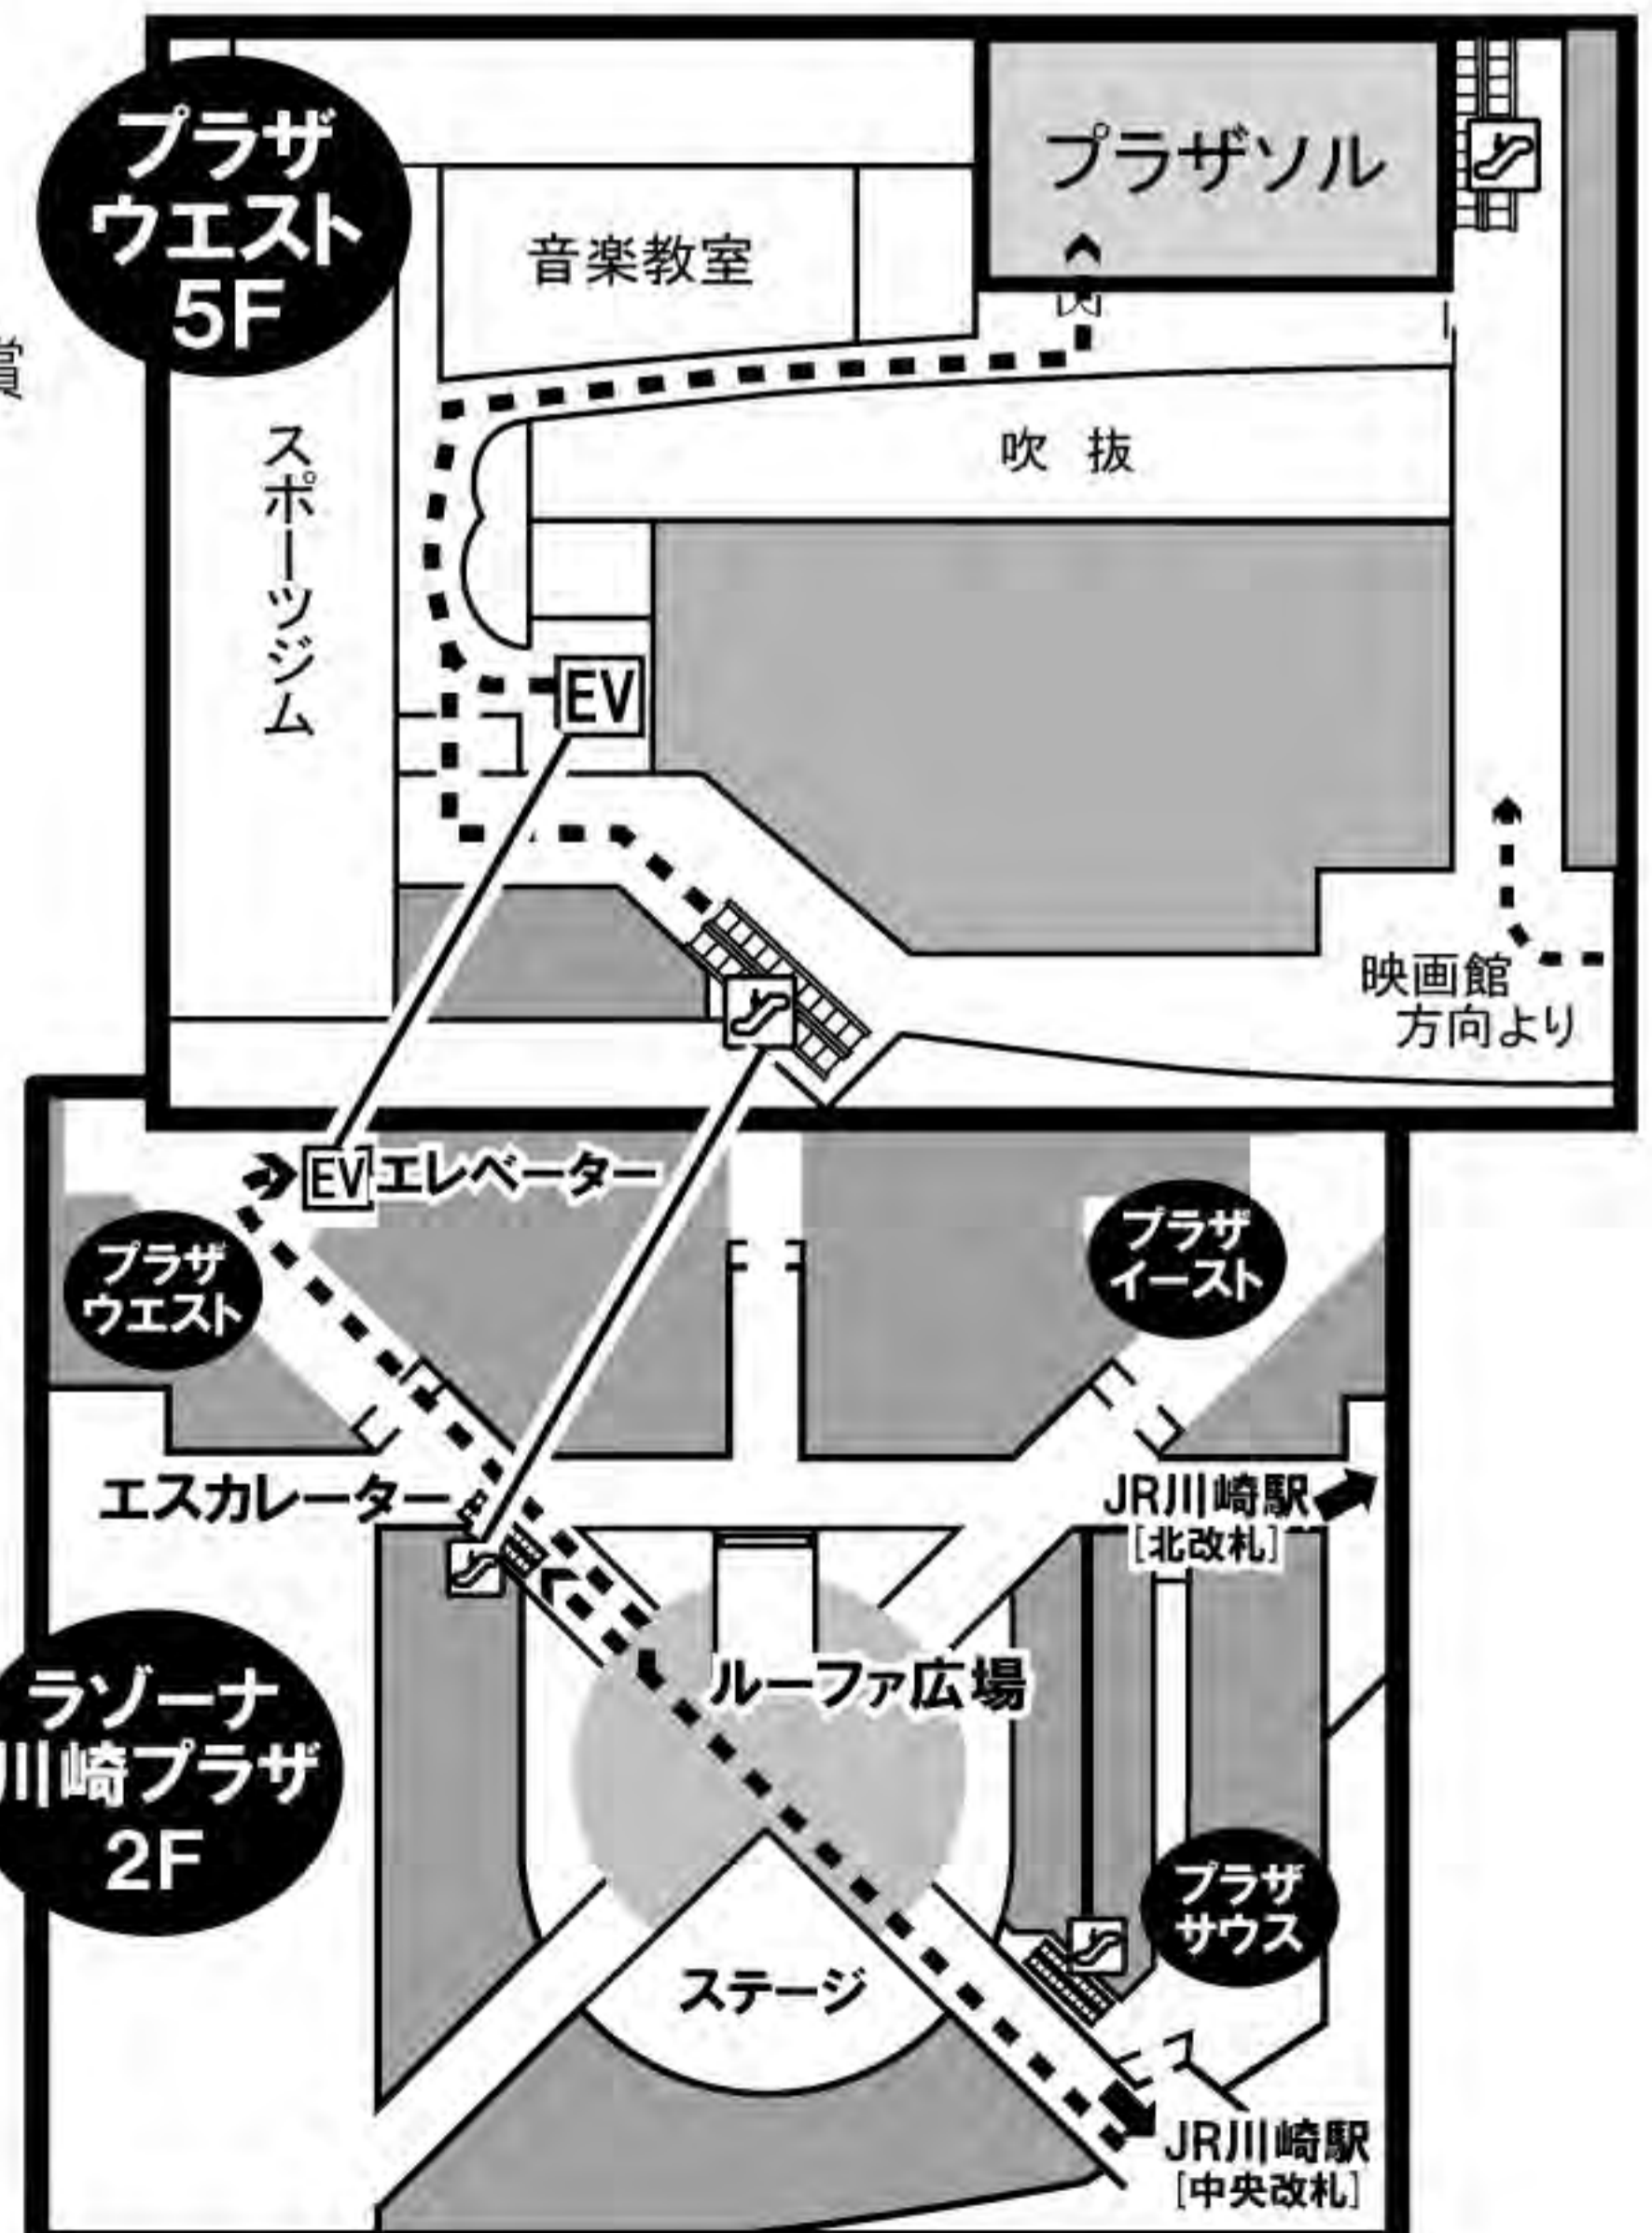 プラザ
ウエスト
5F
プラザソル
音楽教室
吹 抜
スポーツジム
EV
映画館
方向より
EV エレベーター
プラザ
ウエスト
プラザ
イースト
エスカレーター
JR川崎駅
[北改札]
ルーファ広場
ラゾーナ
川崎プラザ
2F
プラザ
サウス
ステージ
JR川崎駅
[中央改札]